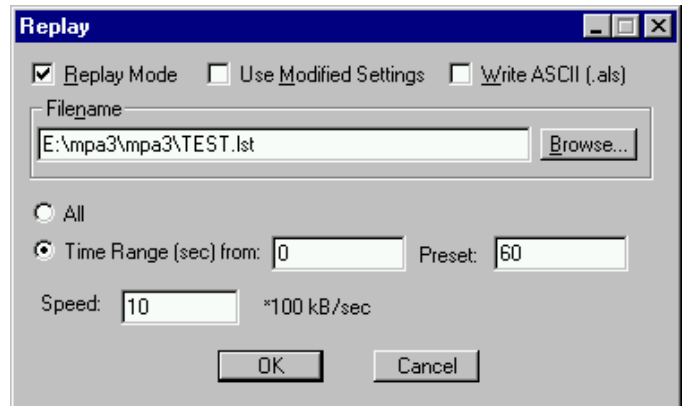 Replay
Replay Mode Use Modified Settings Write ASCII (.als)
Filename
E:\mpa3\mpa3\TEST.lst Browse...
All
Time Range (sec) from: 0 Preset: 60
Speed: 10 *100 kB/sec
OK Cancel